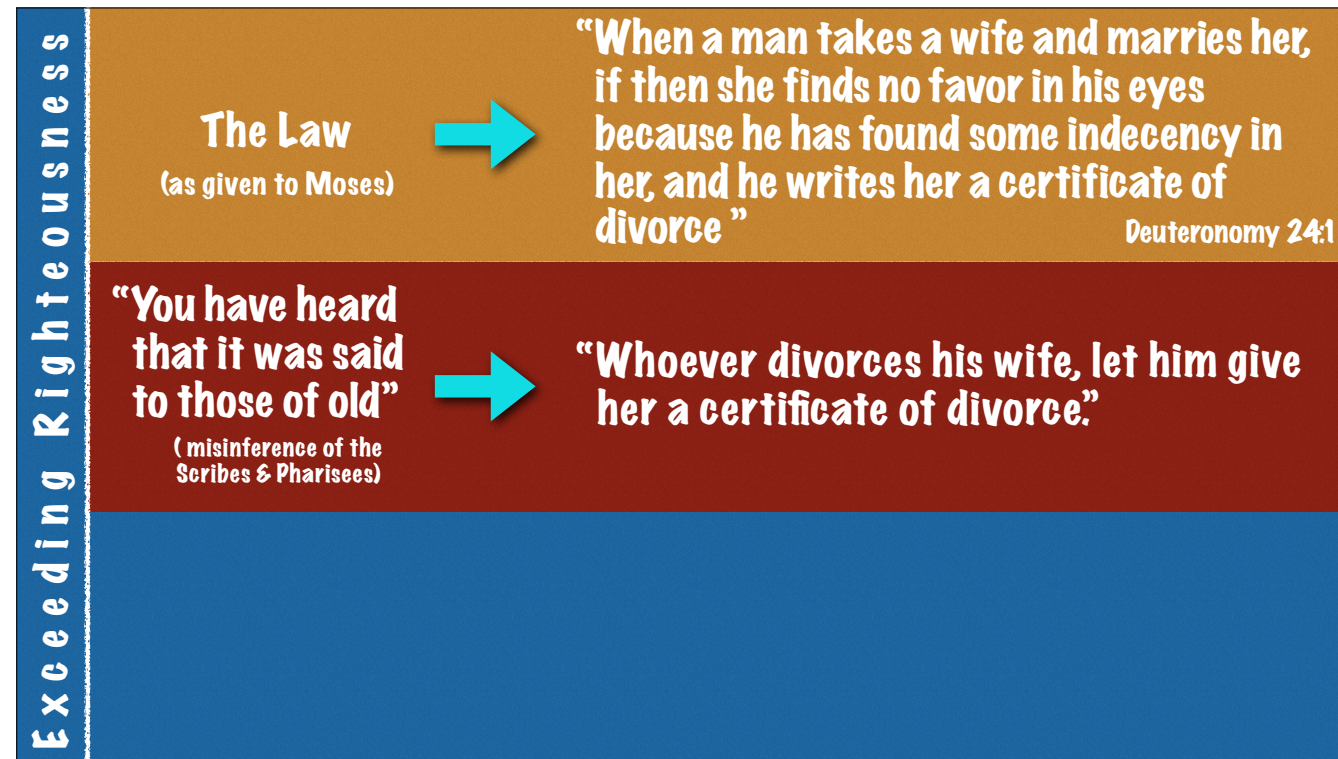 Exceeding Righteousness
The Law
(as given to Moses)
“When a man takes a wife and marries her,
if then she finds no favor in his eyes
because he has found some indecency in
her, and he writes her a certificate of
divorce ”
Deuteronomy 24:1
“You have heard
that it was said
to those of old”
( misinference of the
Scribes & Pharisees)
“Whoever divorces his wife, let him give
her a certificate of divorce.”